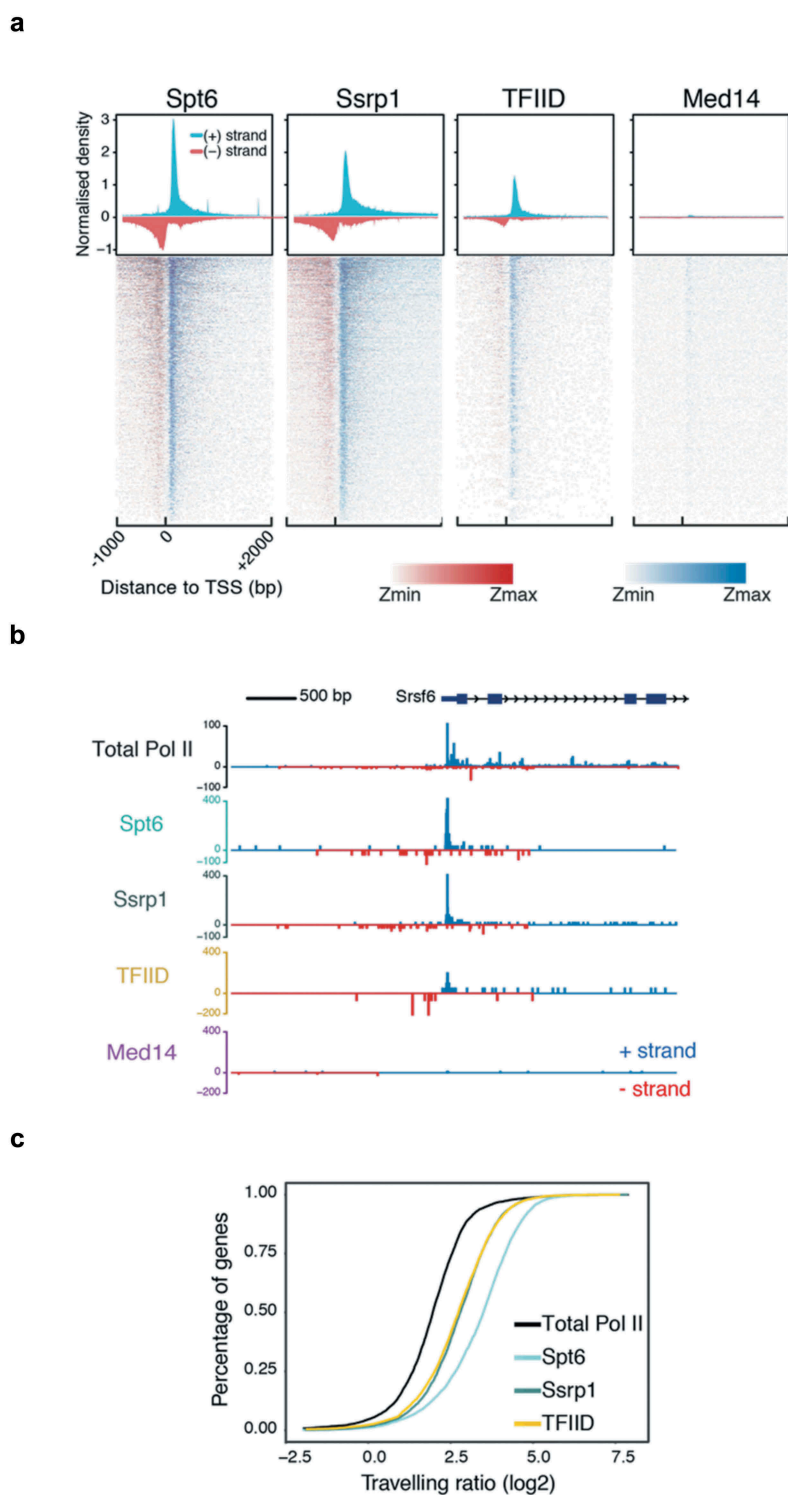 a
Spt6
Ssrp1
TFIID
Med14
Normalised density
3
2
1
0
−1
(+) strand
(−) strand
-1000
0
+2000
Distance to TSS (bp)
Zmin
Zmax
Zmin
Zmax
b
500 bp
Srsf6
Total Pol II
100
0
-100
Spt6
400
0
-100
Ssrp1
400
0
-100
TFIID
400
0
-200
Med14
400
0
-200
+ strand
- strand
c
Percentage of genes
1.00
0.75
0.50
0.25
0.00
Total Pol II
Spt6
Ssrp1
TFIID
−2.5
0.0
2.5
5.0
7.5
Travelling ratio (log2)